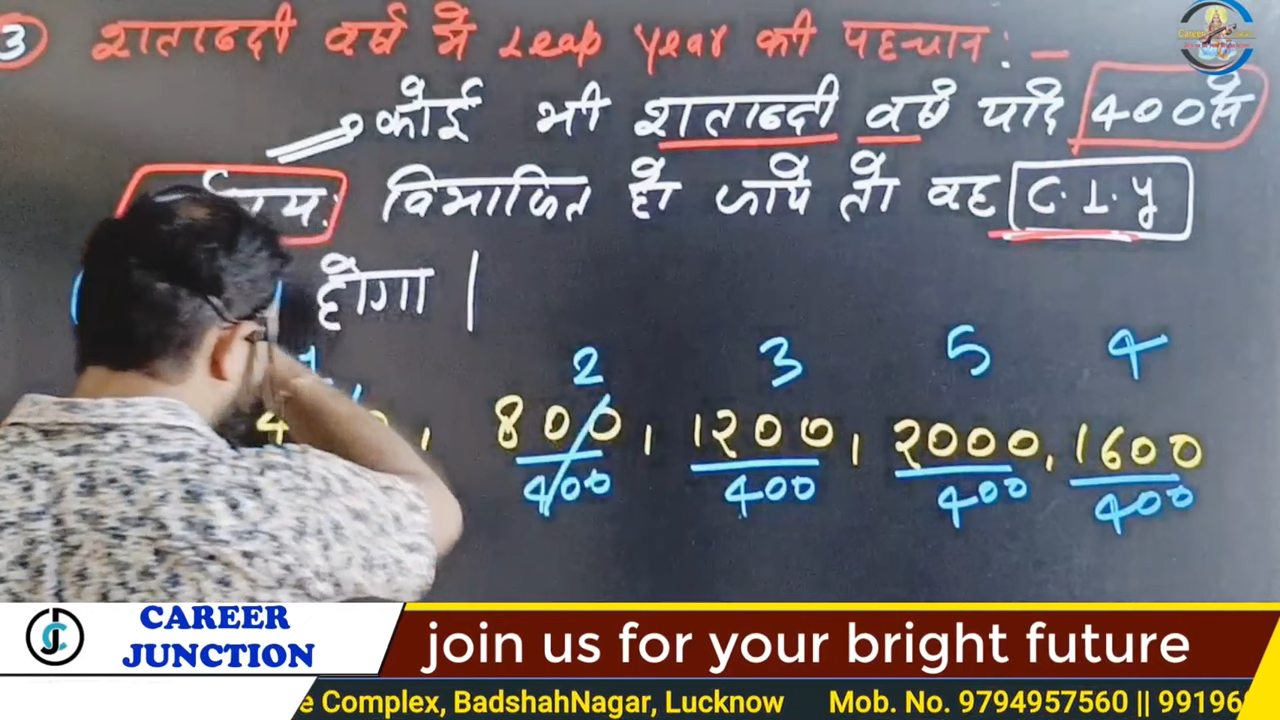 3 शताब्दी वर्ष में Leap Year की पहचान: –
कोई भी शताब्दी वर्ष यदि 400 से
विभाजित हो जाये तो वह C.L.Y
होगा |
2 3 5 4
800, 1200, 2000, 1600
400 400 400 400
CAREER
JUNCTION
join us for your bright future
Complex, BadshahNagar, Lucknow Mob. No. 9794957560 ||